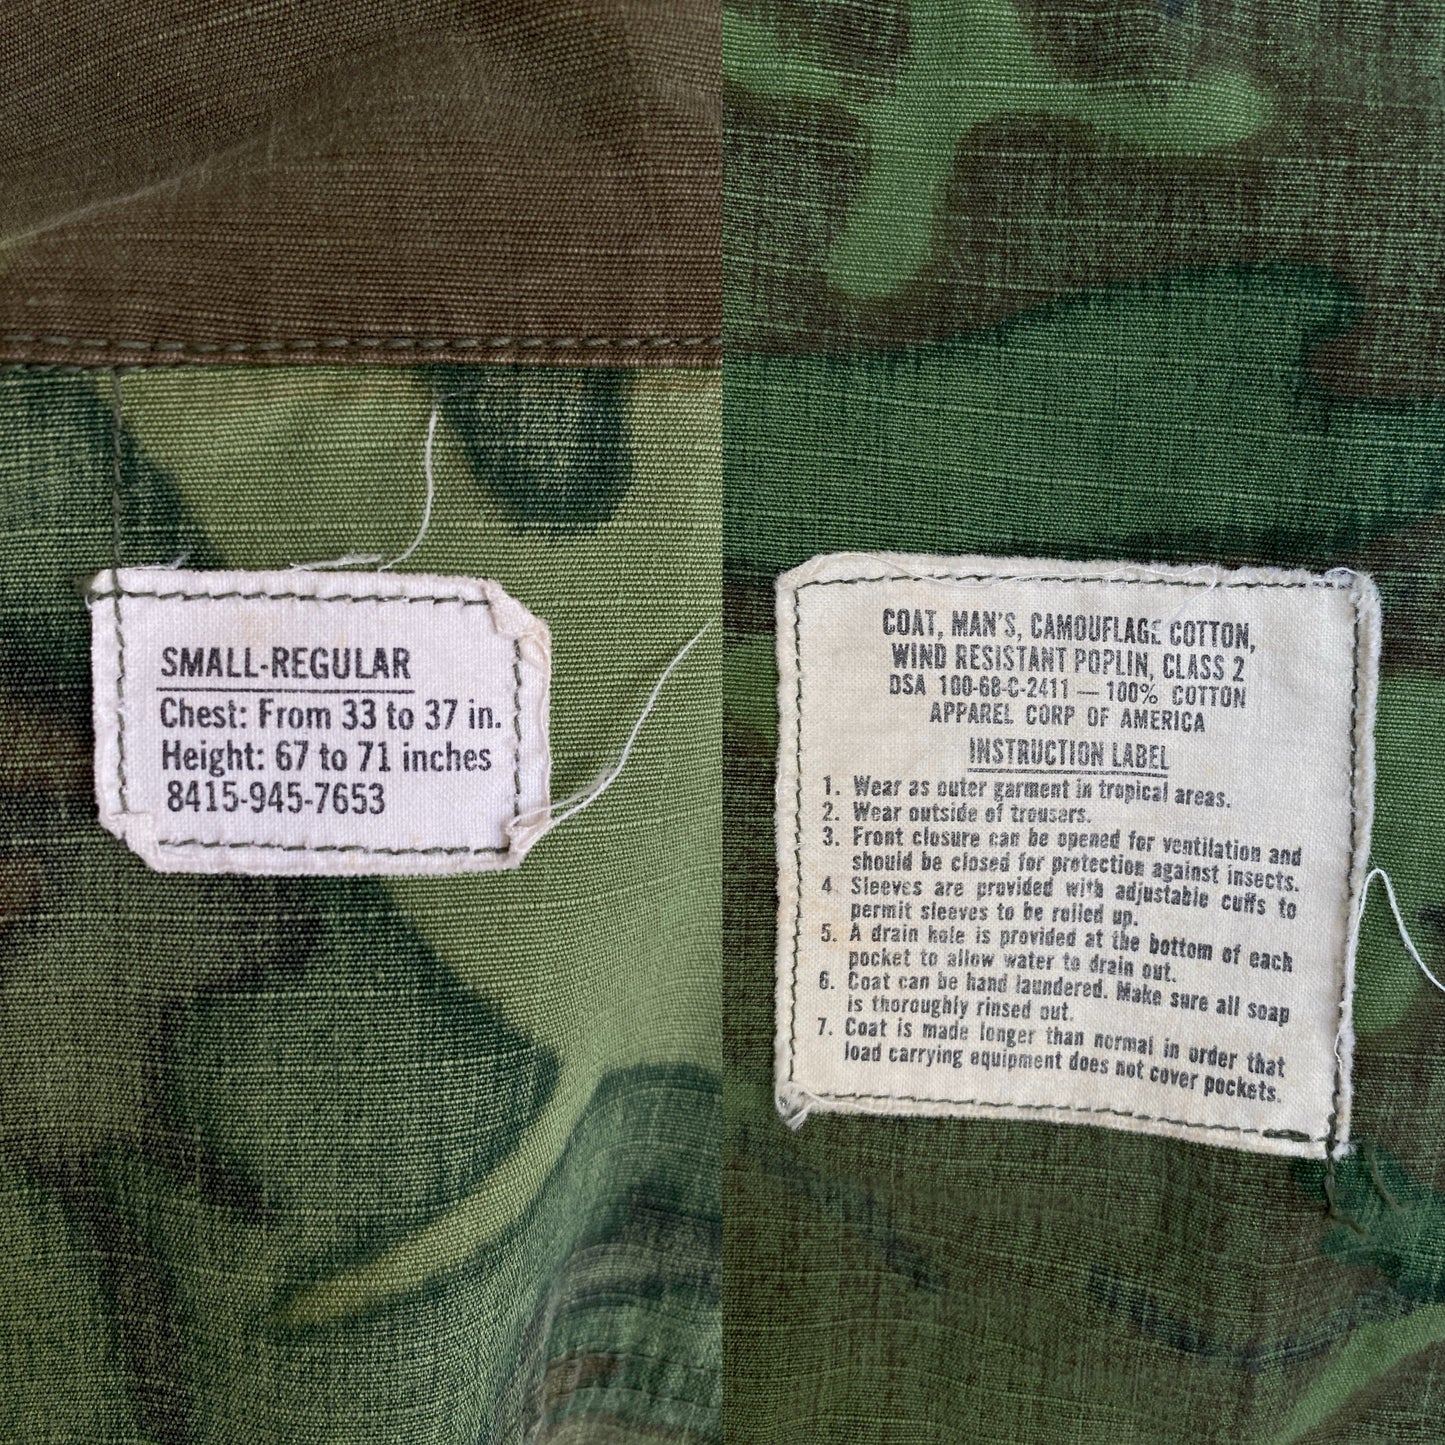 SMALL-REGULAR
Chest: From 33 to 37 in.
Height: 67 to 71 inches
8415-945-7653
COAT, MAN'S, CAMOUFLAGE COTTON,
WIND RESISTANT POPLIN, CLASS 2
DSA 100-68-C-2411 — 100% COTTON
APPAREL CORP OF AMERICA
INSTRUCTION LABEL
1. Wear as outer garment in tropical areas.
2. Wear outside of trousers.
3. Front closure can be opened for ventilation and
should be closed for protection against insects.
4. Sleeves are provided with adjustable cuffs to
permit sleeves to be rolled up.
5. A drain hole is provided at the bottom of each
pocket to allow water to drain out.
6. Coat can be hand laundered. Make sure all soap
is thoroughly rinsed out.
7. Coat is made longer than normal in order that
load carrying equipment does not cover pockets.